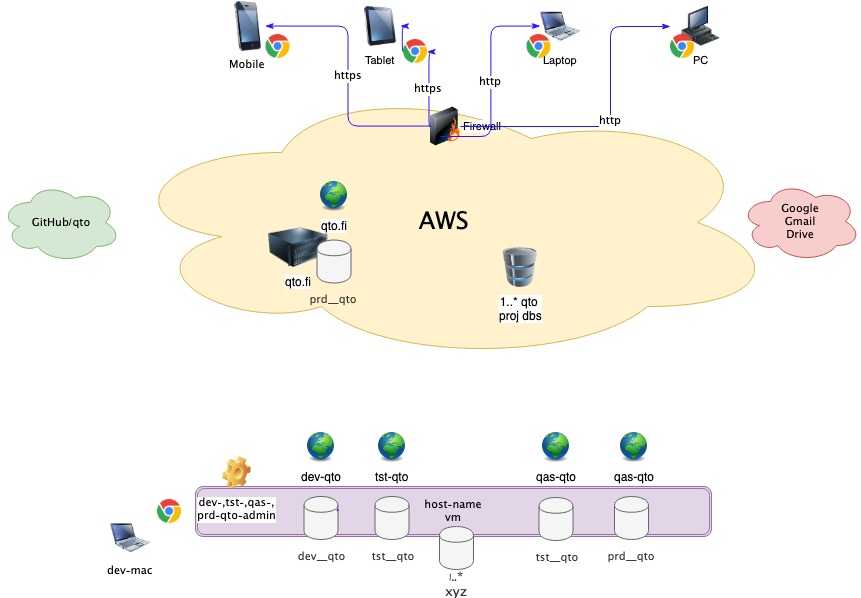 Mobile
Tablet
Laptop
PC
https
https
http
http
Firewall
GitHub/qto
AWS
Google
Gmail
Drive
qto.fi
qto.fi
prd__qto
1..* qto
proj dbs
dev-qto
tst-qto
qas-qto
qas-qto
dev-,tst-,qas-,
prd-qto-admin
host-name
vm
dev__qto
tst__qto
tst__qto
prd__qto
dev-mac
xyz